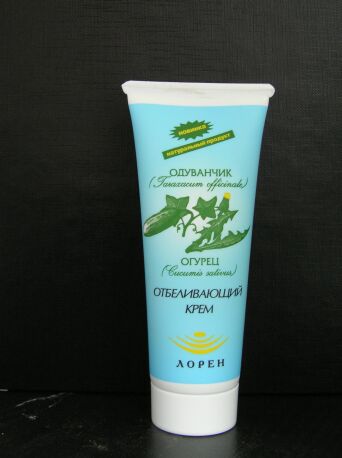 новинка
натуральный продукт
ОДУВАНЧИК
(Taraxacum officinale)
ОГУРЕЦ
(Cucumis sativus)
ОТБЕЛИВАЮЩИЙ
КРЕМ
ЛОРЕН